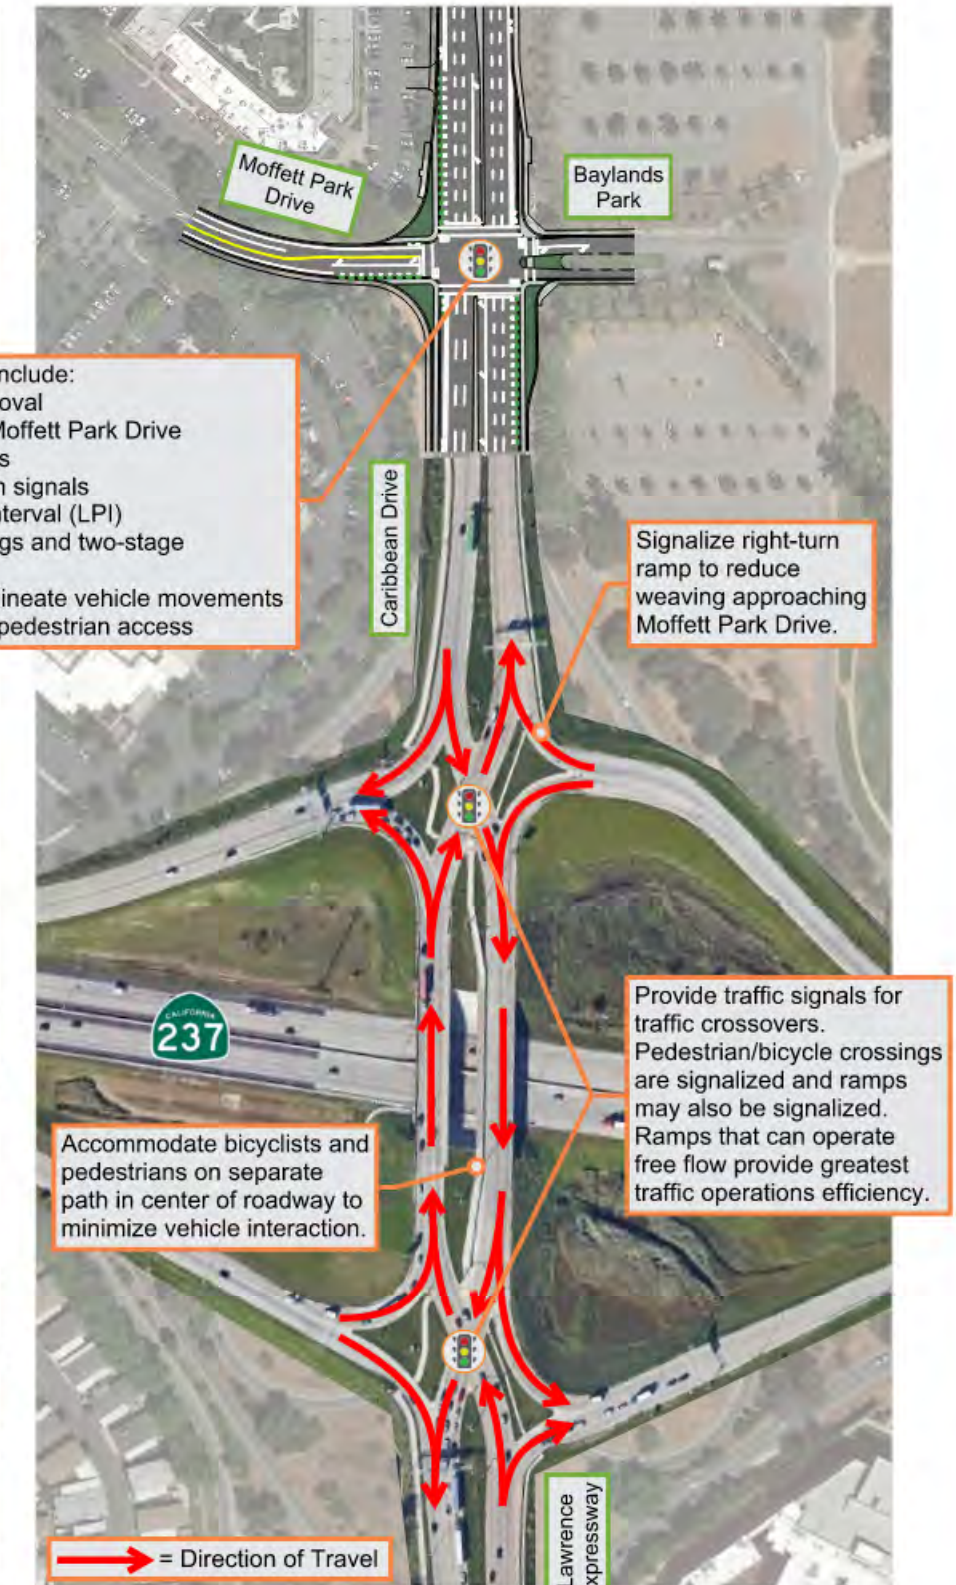 Moffett Park
Drive
Baylands
Park
nclude:
oval
Moffett Park Drive
s
n signals
nterval (LPI)
gs and two-stage
lineate vehicle movements
pedestrian access
Caribbean Drive
Signalize right-turn
ramp to reduce
weaving approaching
Moffett Park Drive.
CALIFORNIA
237
Provide traffic signals for
traffic crossovers.
Pedestrian/bicycle crossings
are signalized and ramps
may also be signalized.
Ramps that can operate
free flow provide greatest
traffic operations efficiency.
Accommodate bicyclists and
pedestrians on separate
path in center of roadway to
minimize vehicle interaction.
Lawrence
xpressway
= Direction of Travel